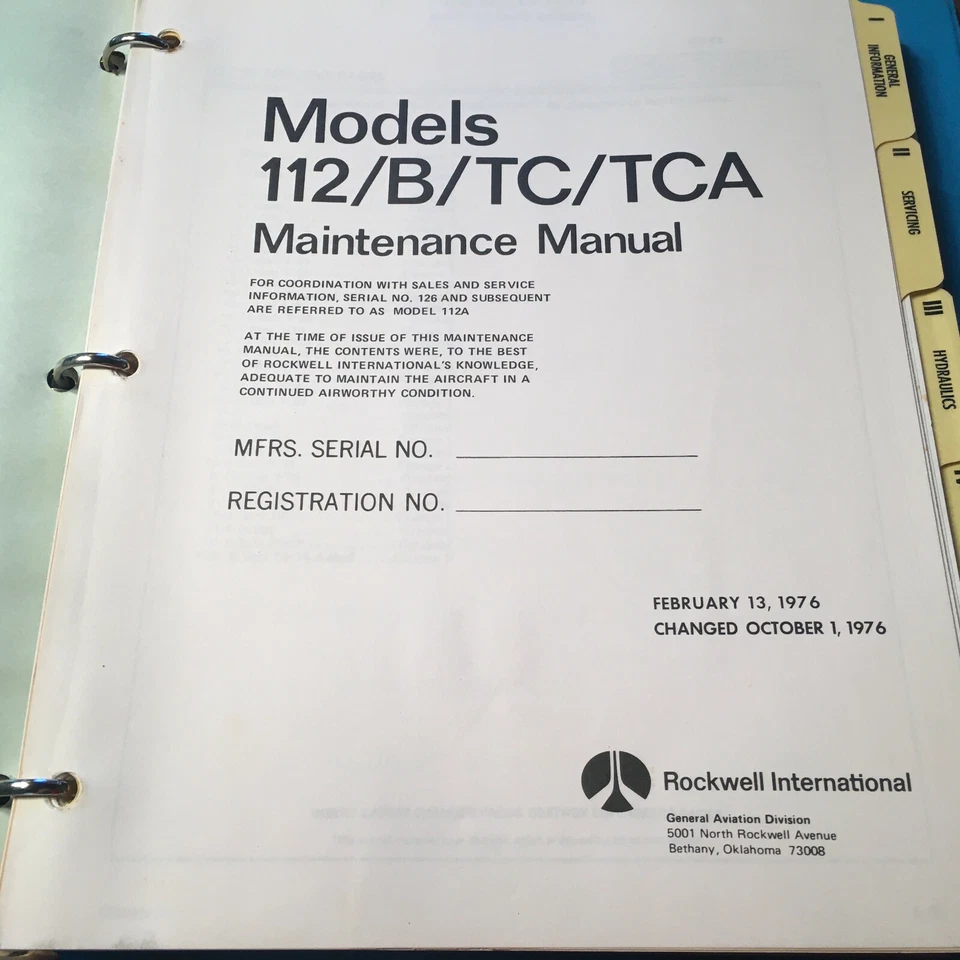 Models
112/B/TC/TCA
Maintenance Manual
FOR COORDINATION WITH SALES AND SERVICE
INFORMATION, SERIAL NO. 126 AND SUBSEQUENT
ARE REFERRED TO AS MODEL 112A
AT THE TIME OF ISSUE OF THIS MAINTENANCE
MANUAL, THE CONTENTS WERE, TO THE BEST
OF ROCKWELL INTERNATIONAL'S KNOWLEDGE,
ADEQUATE TO MAINTAIN THE AIRCRAFT IN A
CONTINUED AIRWORTHY CONDITION.
MFRS. SERIAL NO.
REGISTRATION NO.
FEBRUARY 13, 1976
CHANGED OCTOBER 1, 1976
Rockwell International
General Aviation Division
5001 North Rockwell Avenue
Bethany, Oklahoma 73008
I
GENERAL
INFORMATION
II
SERVICING
III
HYDRAULICS